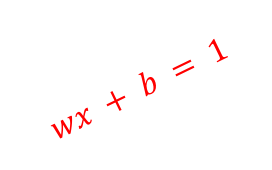 wx + b = 1